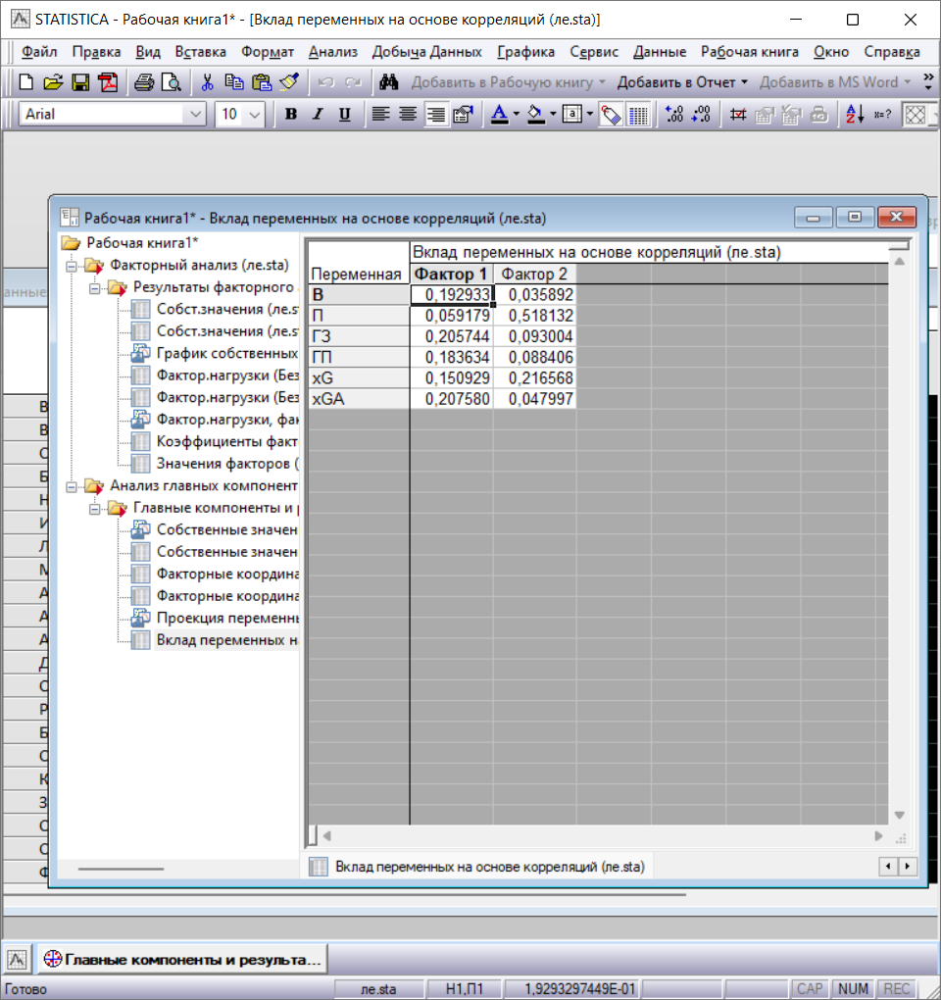 STATISTICA - Рабочая книга1* - [Вклад переменных на основе корреляций (ле.sta)]
Файл Правка Вид Вставка Формат Анализ Добыча Данных Графика Сервис Данные Рабочая книга Окно Справка
Добавить в Рабочую книгу Добавить в Отчет Добавить в MS Word
Arial 10 B I U
Рабочая книга1* - Вклад переменных на основе корреляций (ле.sta)
Рабочая книга1*
Факторный анализ (ле.sta)
Результаты факторного
Собст.значения (ле.s
Собст.значения (ле.s
График собственных
Фактор.нагрузки (Без
Фактор.нагрузки (Без
Фактор.нагрузки, фак
Коэффициенты факт
Значения факторов (
Анализ главных компонент
Главные компоненты и
Собственные значен
Собственные значен
Факторные координа
Факторные координа
Проекция переменнь
Вклад переменных на
Вклад переменных на основе корреляций (ле.sta)
Переменная Фактор 1 Фактор 2
В 0,192933 0,035892
П 0,059179 0,518132
ГЗ 0,205744 0,093004
ГП 0,183634 0,088406
xG 0,150929 0,216568
xGA 0,207580 0,047997
Вклад переменных на основе корреляций (ле.sta)
анные
В
В
С
Б
Н
И
Л
М
А
А
А
Д
С
Р
Б
С
К
З
С
С
Ф
Главные компоненты и результа...
Готово ле.sta Н1,П1 1,9293297449E-01 CAP NUM REC